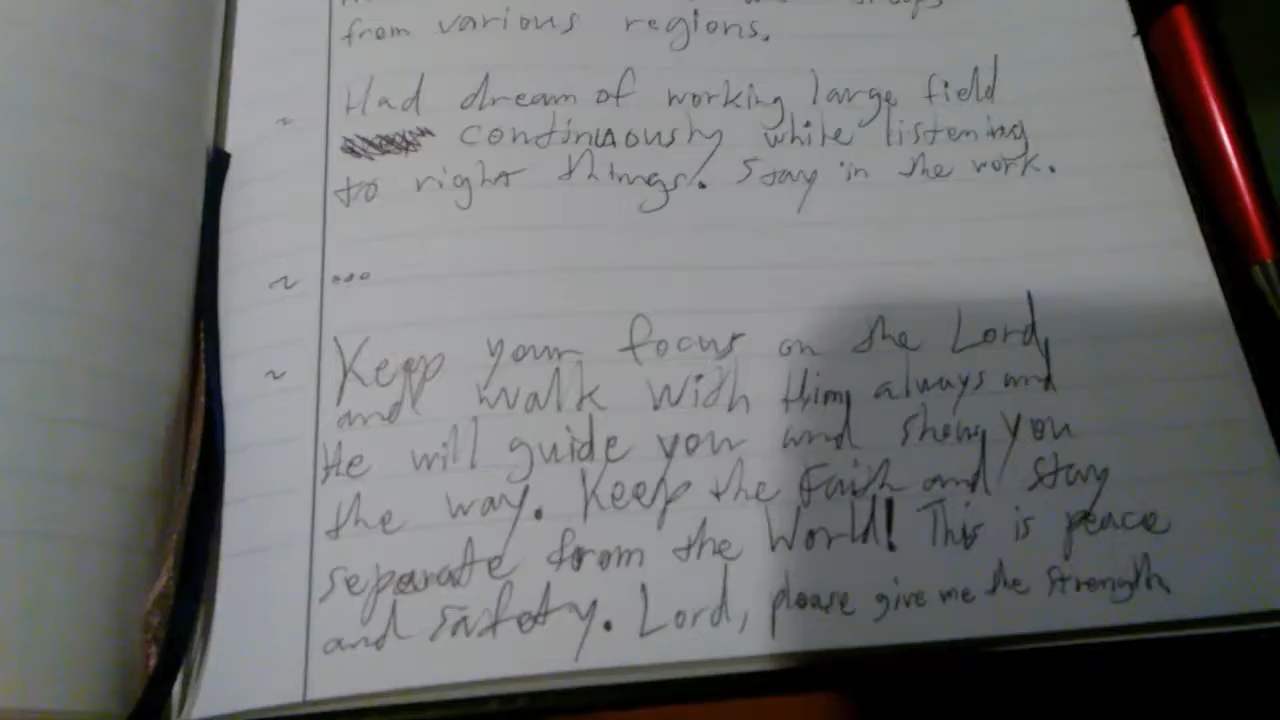 from various regions.
~ Had dream of working large field
continuously while listening
to right things. Stay in the work.
~ ...
~ Keep your focus on the Lord,
and walk with Him, always and
He will guide you and show you
the way. Keep the Faith and stay
separate from the World! This is peace
and safety. Lord, please give me the strength